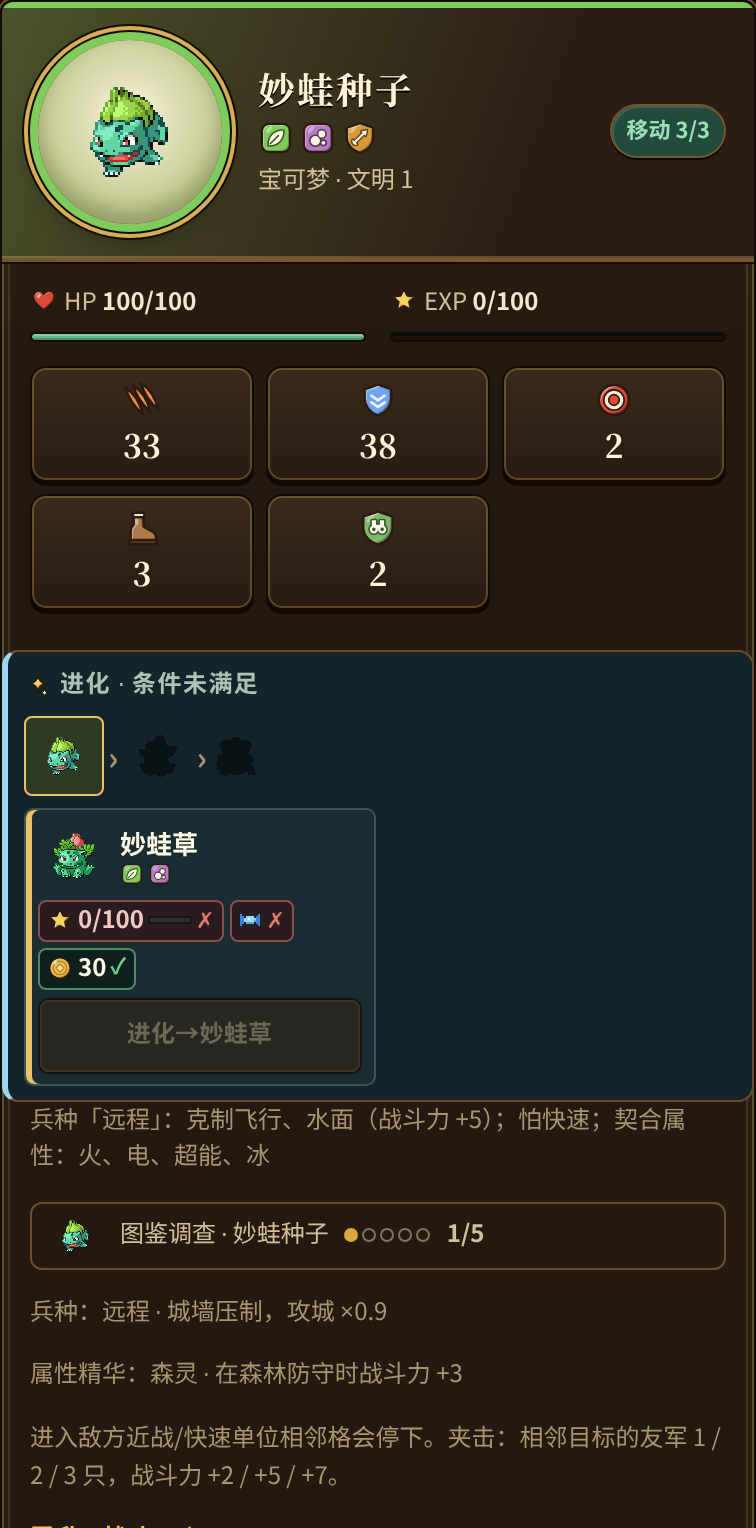 妙蛙种子
宝可梦 · 文明 1
移动 3/3
HP 100/100
EXP 0/100
33
38
2
3
2
进化 · 条件未满足
妙蛙草
0/100 ✗ ✗
30 ✓
进化→妙蛙草
兵种「远程」：克制飞行、水面（战斗力 +5）；怕快速；契合属
性：火、电、超能、冰
图鉴调查 · 妙蛙种子 1/5
兵种：远程 · 城墙压制，攻城 ×0.9
属性精华：森灵 · 在森林防守时战斗力 +3
进入敌方近战/快速单位相邻格会停下。夹击：相邻目标的友军 1 /
2 / 3 只，战斗力 +2 / +5 / +7。